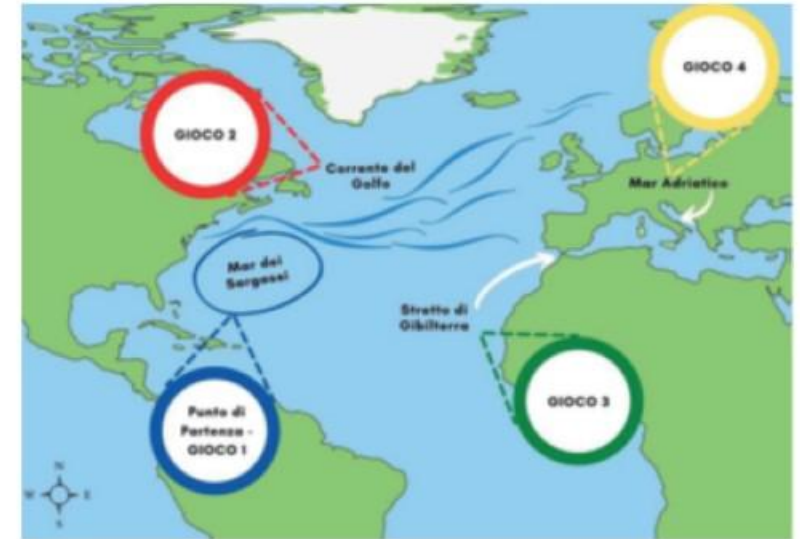 GIOCO 4
GIOCO 2
Corrente del
Golfo
Mar Adriatico
Mar dei
Sargassi
Stretto di
Gibilterra
Punto di
Partenza -
GIOCO 1
GIOCO 3
N
W
E
S